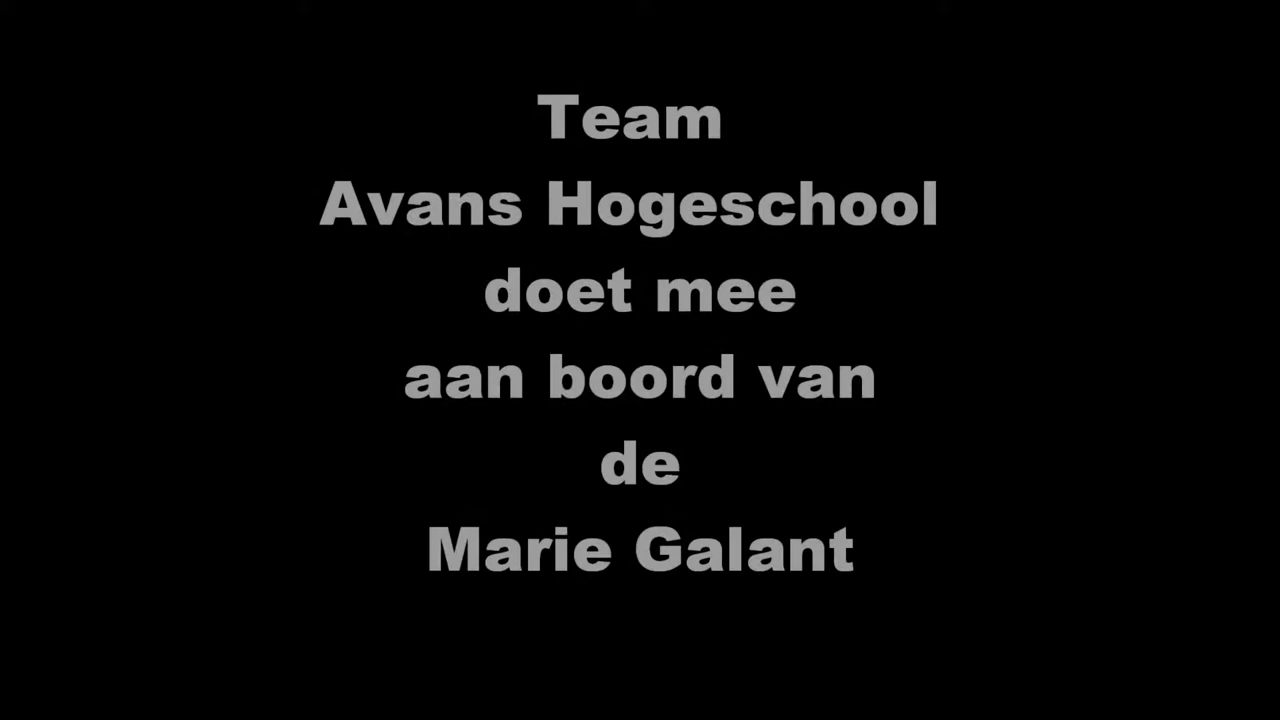 Team
Avans Hogeschool
doet mee
aan boord van
de
Marie Galant